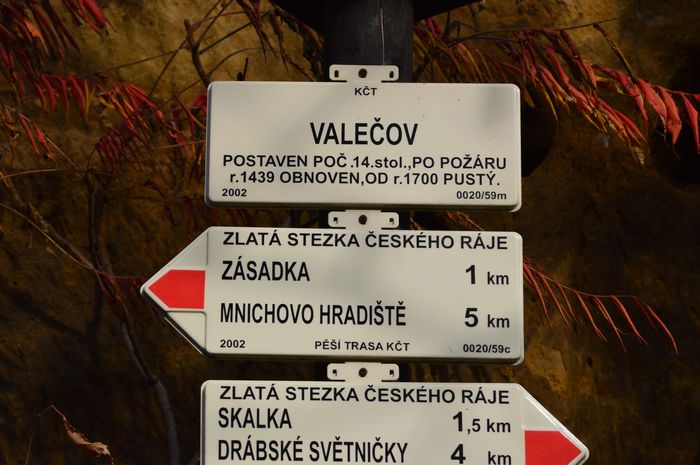 KČT
VALEČOV
POSTAVEN POČ.14.stol.,PO POŽÁRU
r.1439 OBNOVEN,OD r.1700 PUSTÝ.
2002 0020/59m
ZLATÁ STEZKA ČESKÉHO RÁJE
ZÁSADKA 1 km
MNICHOVO HRADIŠTĚ 5 km
2002 PĚŠÍ TRASA KČT 0020/59c
ZLATÁ STEZKA ČESKÉHO RÁJE
SKALKA 1,5 km
DRÁBSKÉ SVĚTNIČKY 4 km